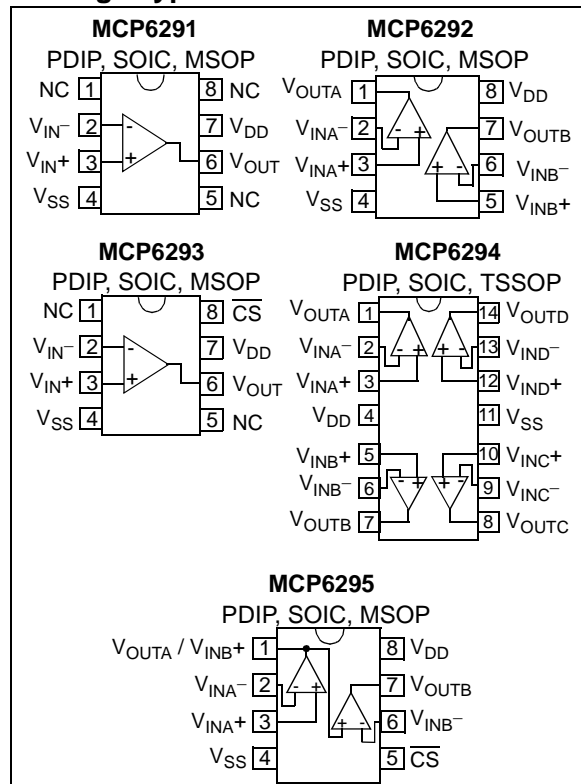 MCP6291
PDIP, SOIC, MSOP
NC 1 8 NC
VIN– 2 - 7 VDD
VIN+ 3 + 6 VOUT
VSS 4 5 NC
MCP6292
PDIP, SOIC, MSOP
VOUTA 1 8 VDD
VINA– 2 - + 7 VOUTB
VINA+ 3 + - 6 VINB–
VSS 4 5 VINB+
MCP6293
PDIP, SOIC, MSOP
NC 1 8 CS
VIN– 2 - 7 VDD
VIN+ 3 + 6 VOUT
VSS 4 5 NC
MCP6294
PDIP, SOIC, TSSOP
VOUTA 1 14 VOUTD
VINA– 2 - + + - 13 VIND–
VINA+ 3 12 VIND+
VDD 4 11 VSS
VINB+ 5 10 VINC+
VINB– 6 - + + - 9 VINC–
VOUTB 7 8 VOUTC
MCP6295
PDIP, SOIC, MSOP
VOUTA / VINB+ 1 8 VDD
VINA– 2 - + 7 VOUTB
VINA+ 3 + - 6 VINB–
VSS 4 5 CS